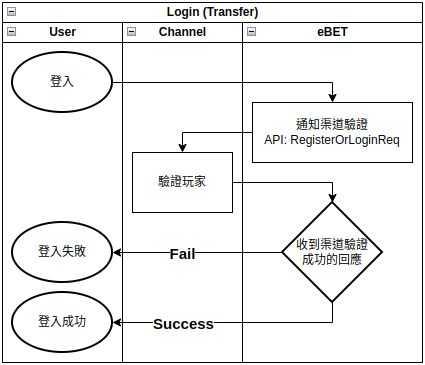 Login (Transfer)
User
Channel
eBET
登入
通知渠道驗證
API: RegisterOrLoginReq
驗證玩家
收到渠道驗證
成功的回應
登入失敗
Fail
登入成功
Success